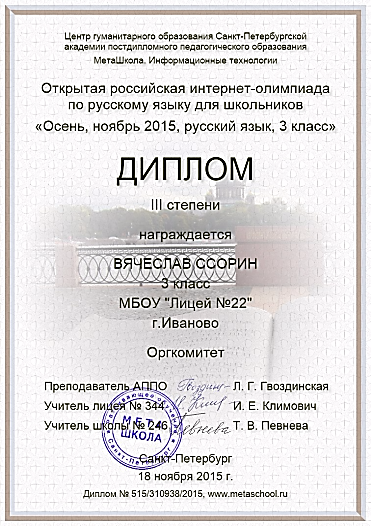 Центр гуманитарного образования Санкт-Петербургской
академии постдипломного педагогического образования
МетаШкола. Информационные технологии
Открытая российская интернет-олимпиада
по русскому языку для школьников
«Осень, ноябрь 2015, русский язык, 3 класс»
ДИПЛОМ
III степени
награждается
ВЯЧЕСЛАВ ССОРИН
3 класс
МБОУ "Лицей №22"
г.Иваново
Оргкомитет
Преподаватель АППО Л. Г. Гвоздинская
Учитель лицея № 344 И. Е. Климович
Учитель школы № 246 Т. В. Певнева
МЕТА
ШКОЛА
Санкт-Петербург
Санкт-Петербург
18 ноября 2015 г.
Диплом № 515/310938/2015, www.metaschool.ru